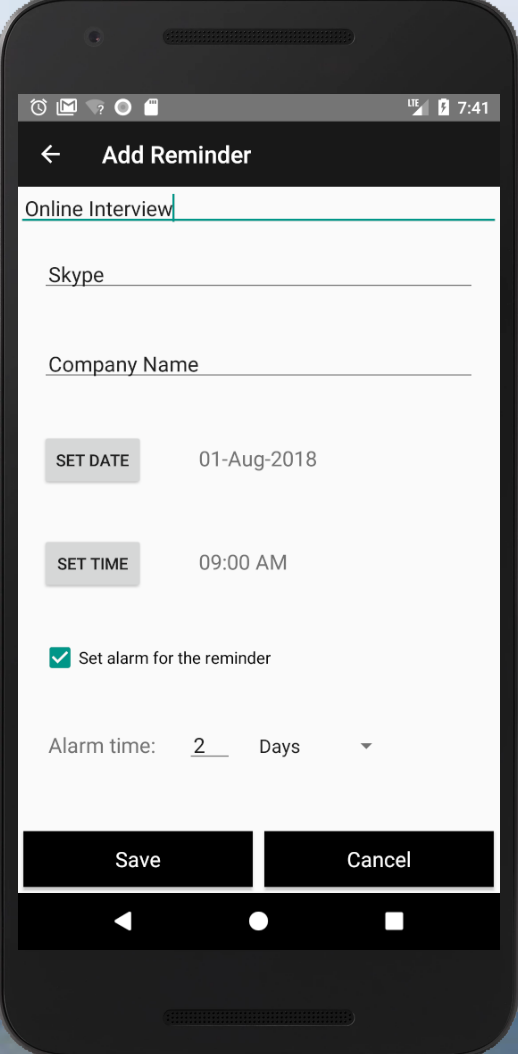 LTE 7:41
Add Reminder
Online Interview
Skype
Company Name
SET DATE 01-Aug-2018
SET TIME 09:00 AM
Set alarm for the reminder
Alarm time: 2 Days
Save Cancel